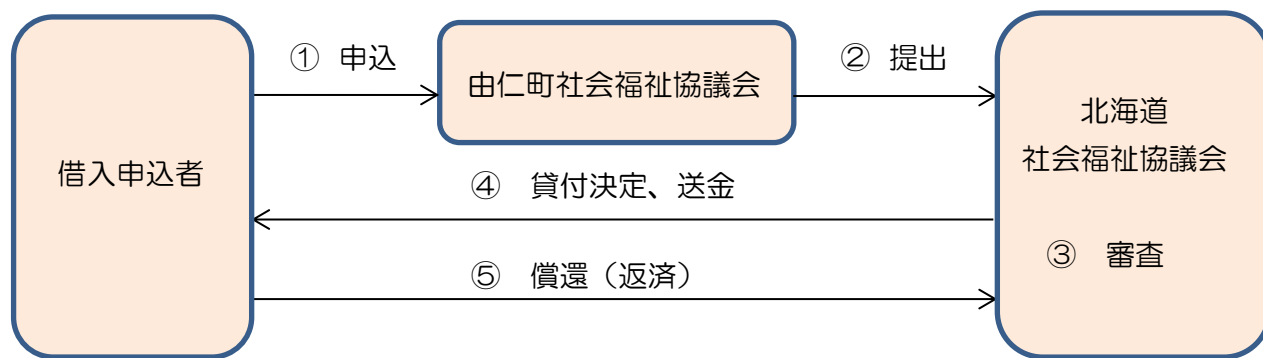 ① 申込
② 提出
由仁町社会福祉協議会
北海道
社会福祉協議会
借入申込者
④ 貸付決定、送金
③ 審査
⑤ 償還（返済）